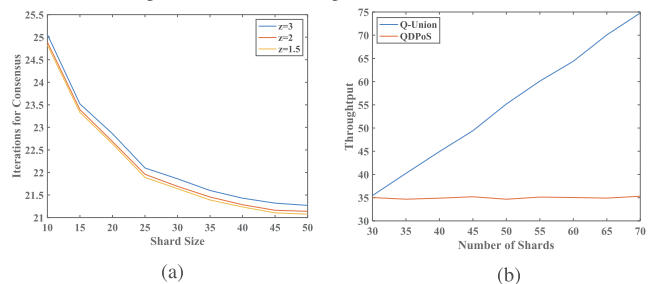 25.5
25
24.5
24
23.5
23
22.5
22
21.5
21
10 15 20 25 30 35 40 45 50
Iterations for Consensus
Shard Size
z=3
z=2
z=1.5
(a)
75
70
65
60
55
50
45
40
35
30
30 35 40 45 50 55 60 65 70
Throughtput
Number of Shards
Q-Union
QDPoS
(b)